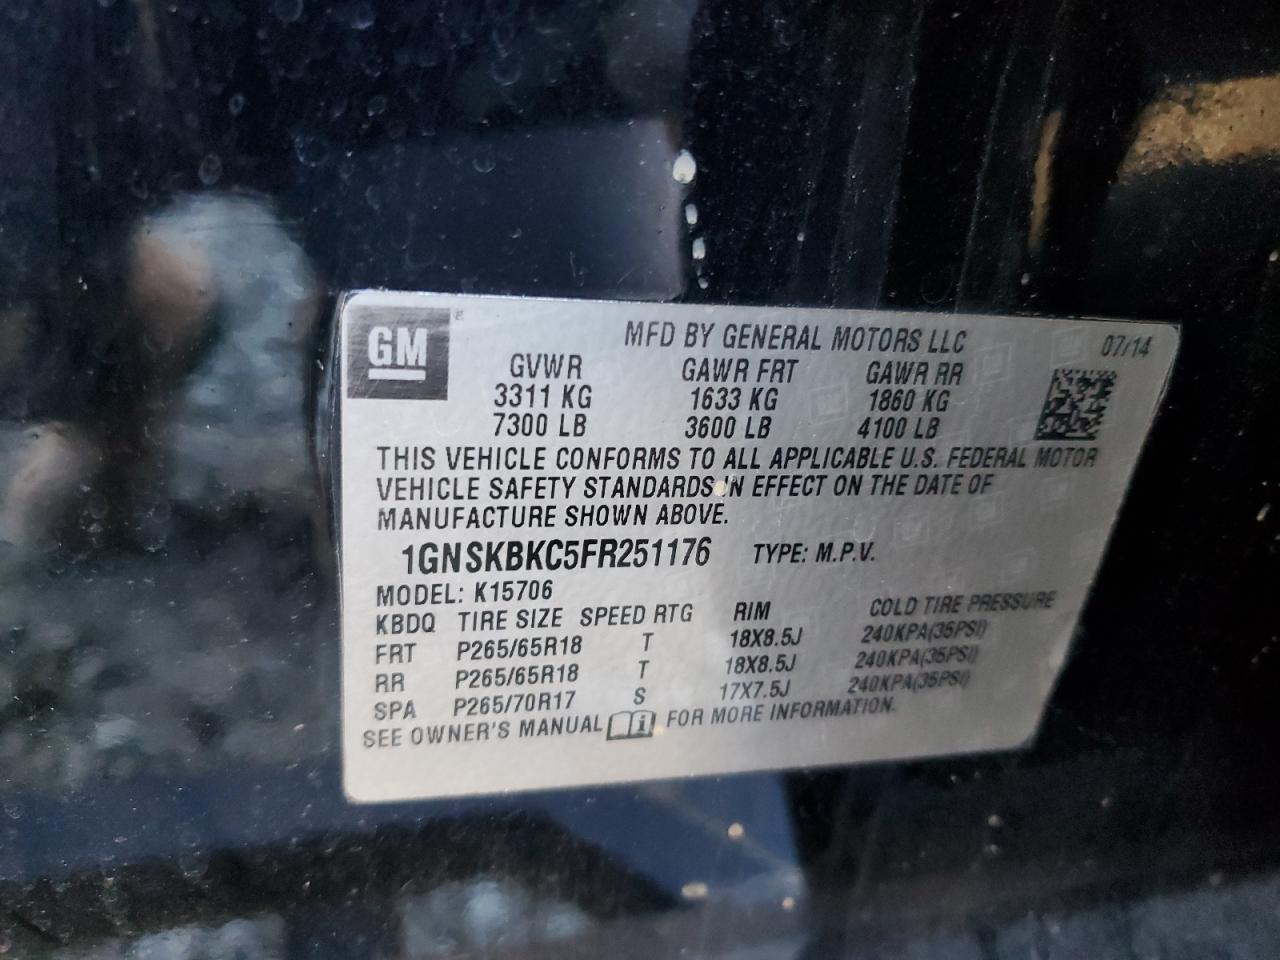 GM ®
MFD BY GENERAL MOTORS LLC 07/14
GVWR GAWR FRT GAWR RR
3311 KG 1633 KG 1860 KG
7300 LB 3600 LB 4100 LB
THIS VEHICLE CONFORMS TO ALL APPLICABLE U.S. FEDERAL MOTOR
VEHICLE SAFETY STANDARDS IN EFFECT ON THE DATE OF
MANUFACTURE SHOWN ABOVE.
1GNSKBKC5FR251176 TYPE: M.P.V.
MODEL: K15706
KBDQ TIRE SIZE SPEED RTG RIM COLD TIRE PRESSURE
FRT P265/65R18 T 18X8.5J 240KPA(35PSI)
RR P265/65R18 T 18X8.5J 240KPA(35PSI)
SPA P265/70R17 S 17X7.5J 240KPA(35PSI)
SEE OWNER'S MANUAL i FOR MORE INFORMATION.